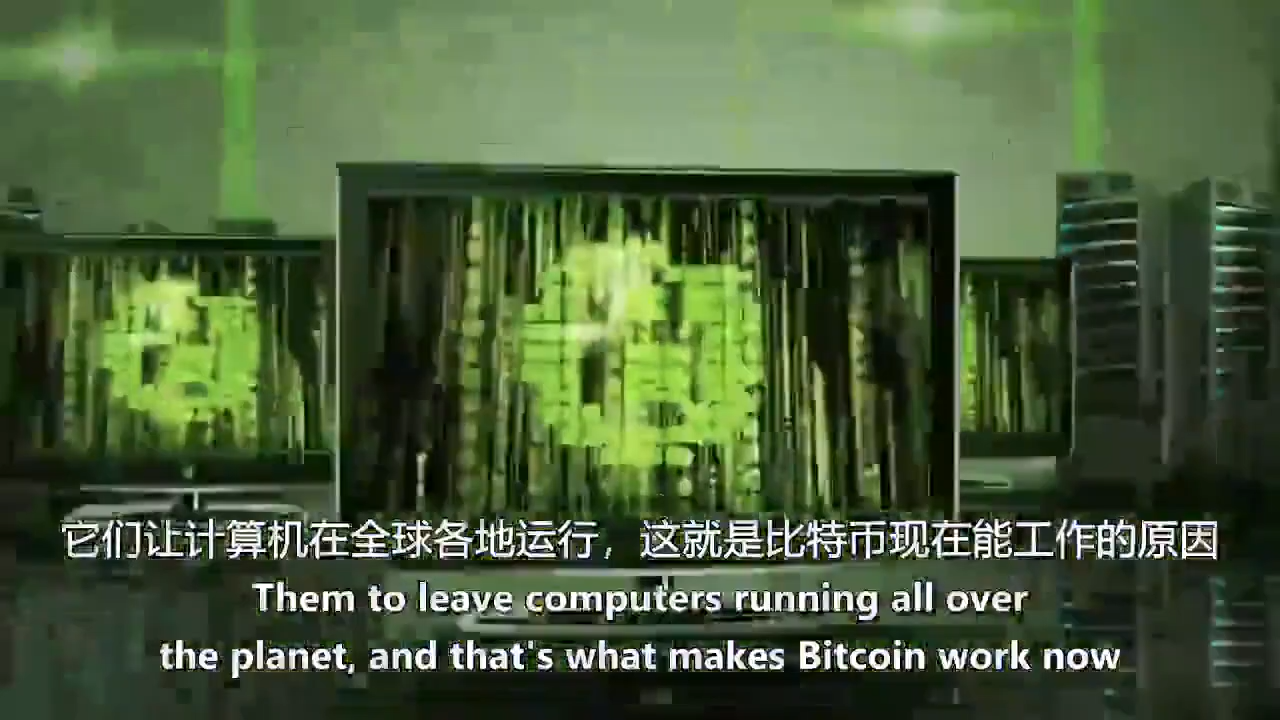 它们让计算机在全球各地运行，这就是比特币现在能工作的原因
Them to leave computers running all over
the planet, and that's what makes Bitcoin work now